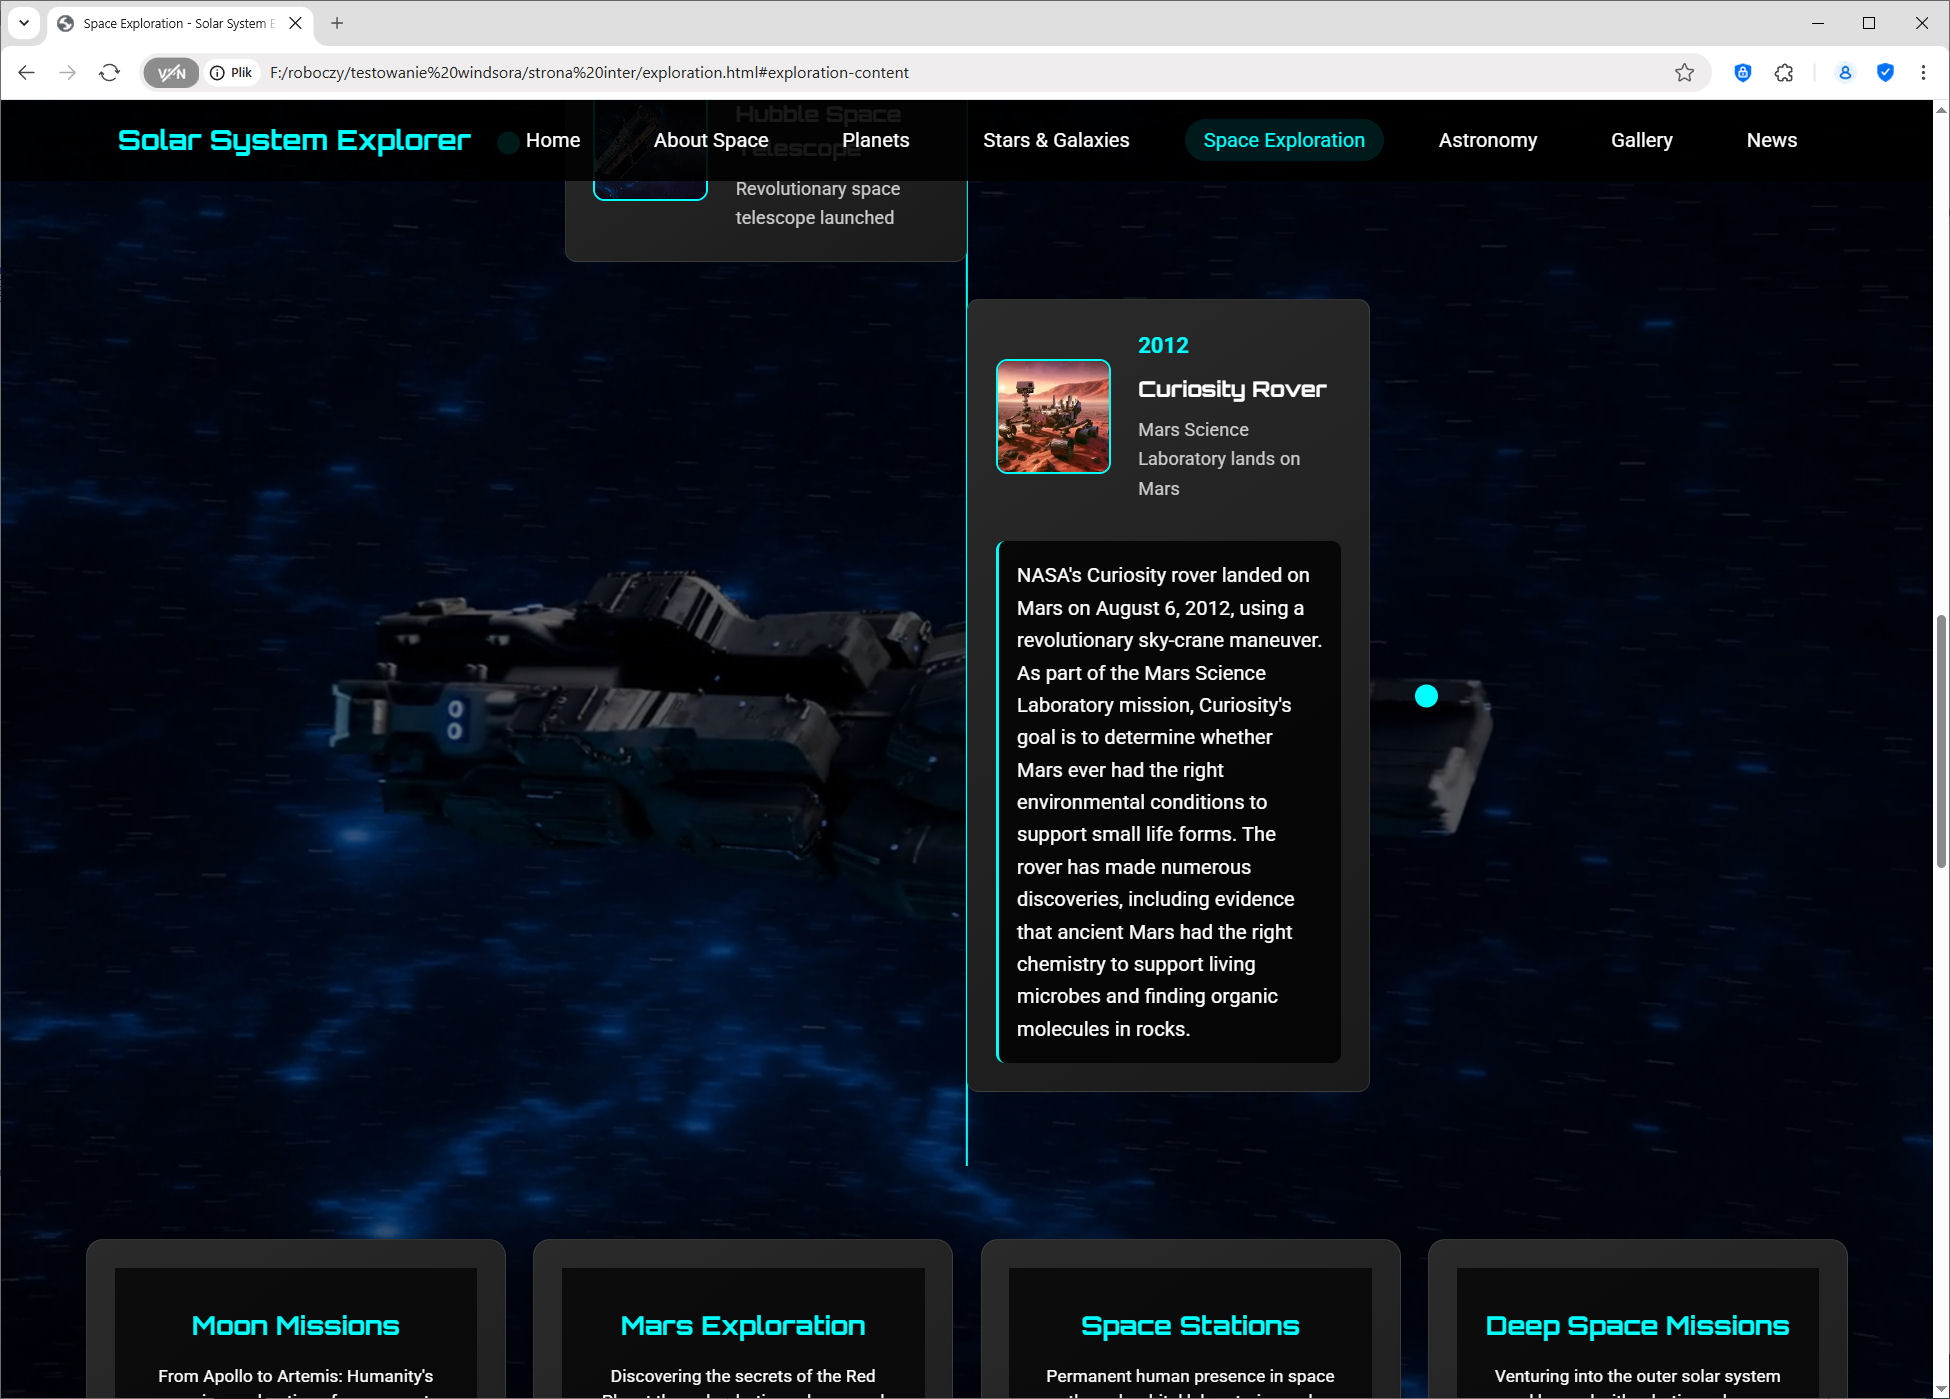 Space Exploration - Solar System E
VPN
Plik
F:/roboczy/testowanie%20windsora/strona%20inter/exploration.html#exploration-content
Solar System Explorer
Home
About Space
Planets
Stars & Galaxies
Space Exploration
Astronomy
Gallery
News
Hubble Space
Telescope
Revolutionary space
telescope launched
2012
Curiosity Rover
Mars Science
Laboratory lands on
Mars
NASA's Curiosity rover landed on
Mars on August 6, 2012, using a
revolutionary sky-crane maneuver.
As part of the Mars Science
Laboratory mission, Curiosity's
goal is to determine whether
Mars ever had the right
environmental conditions to
support small life forms. The
rover has made numerous
discoveries, including evidence
that ancient Mars had the right
chemistry to support living
microbes and finding organic
molecules in rocks.
00
Moon Missions
From Apollo to Artemis: Humanity's
Mars Exploration
Discovering the secrets of the Red
Space Stations
Permanent human presence in space
Deep Space Missions
Venturing into the outer solar system